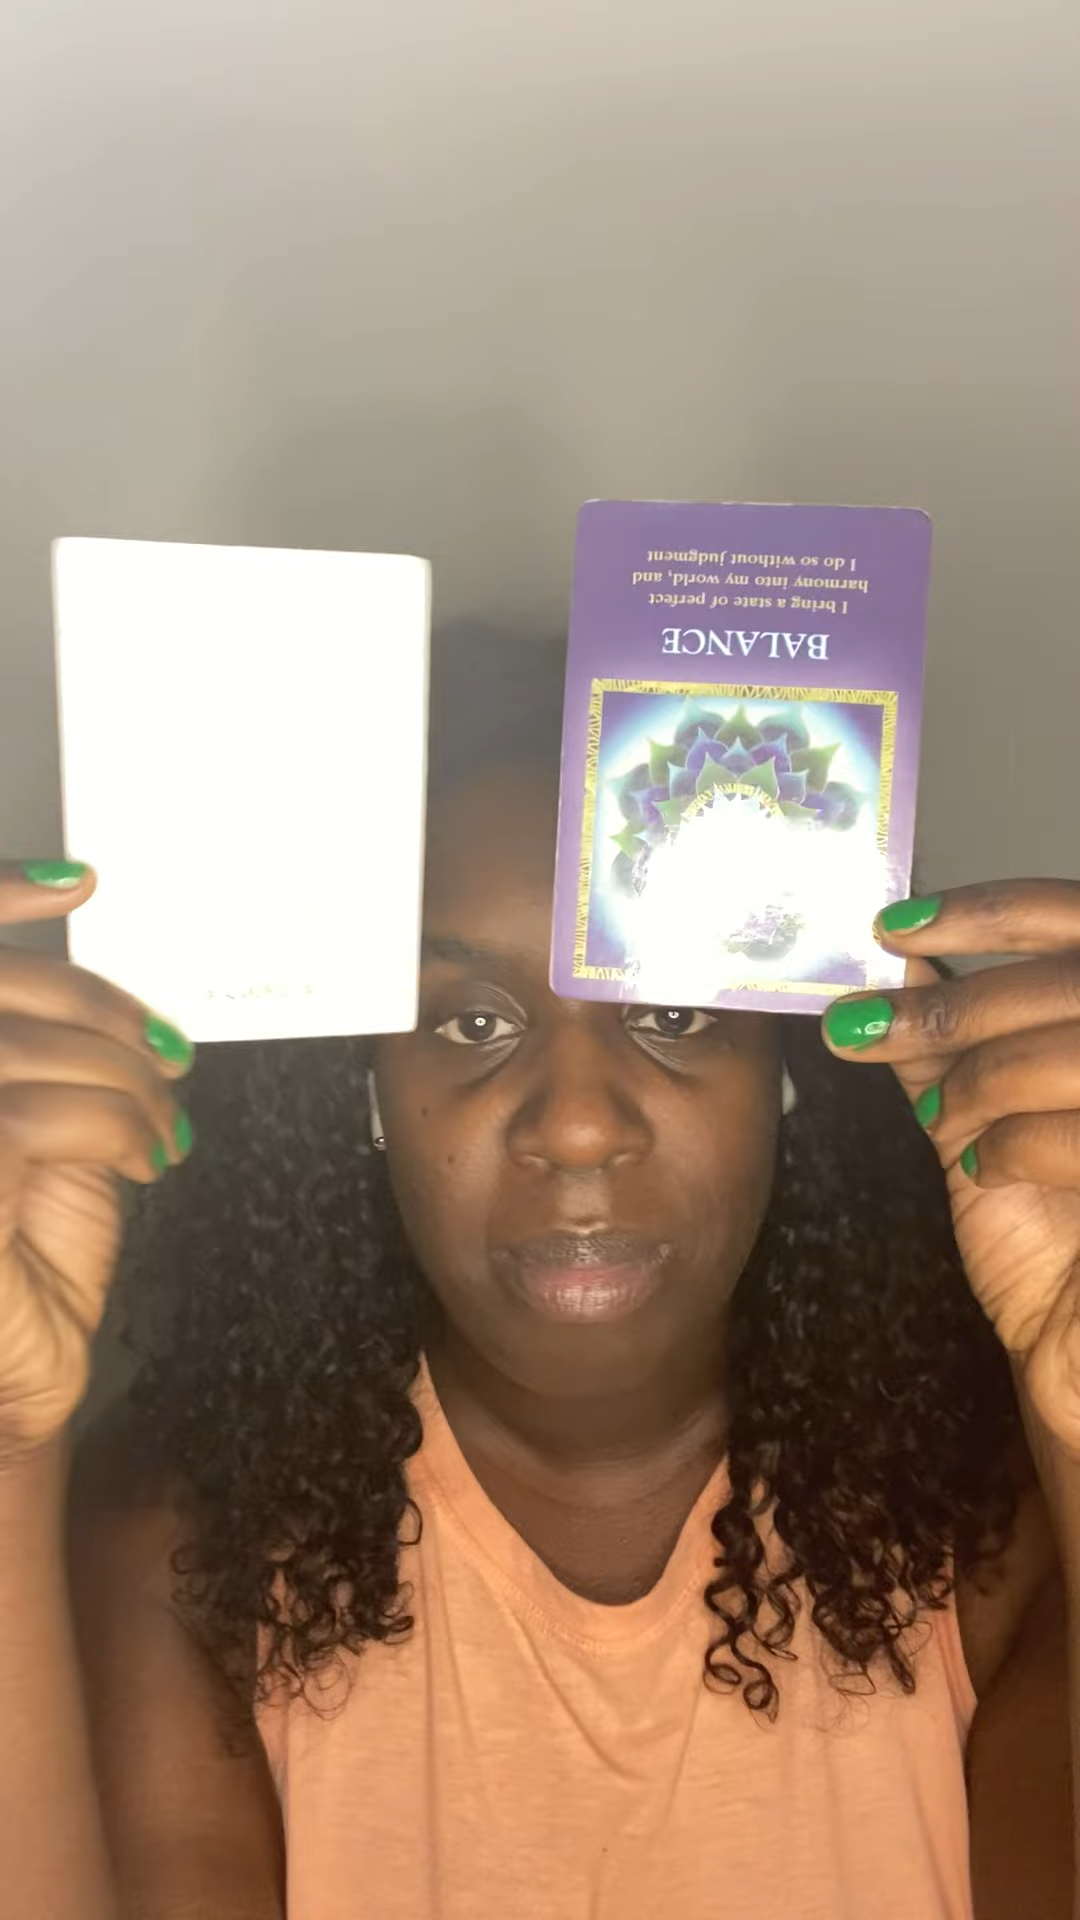 BALANCE
I bring a state of perfect
harmony into my world, and
I do so without judgment